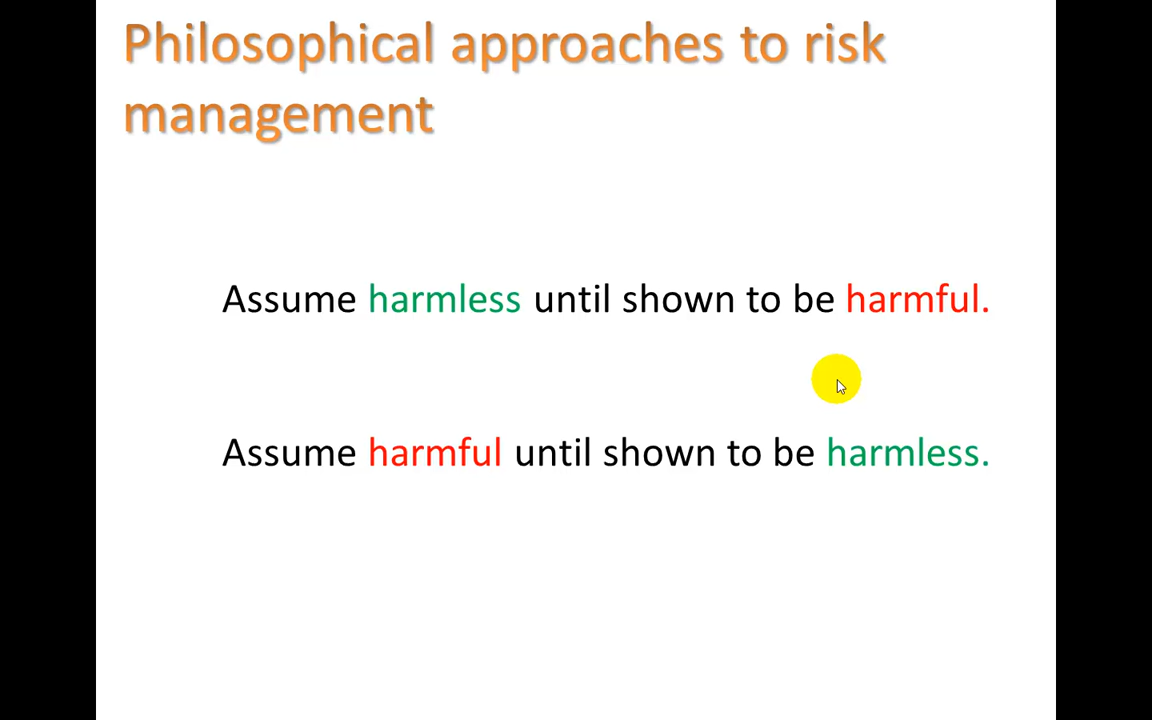 Philosophical approaches to risk
management
Assume harmless until shown to be harmful.
Assume harmful until shown to be harmless.